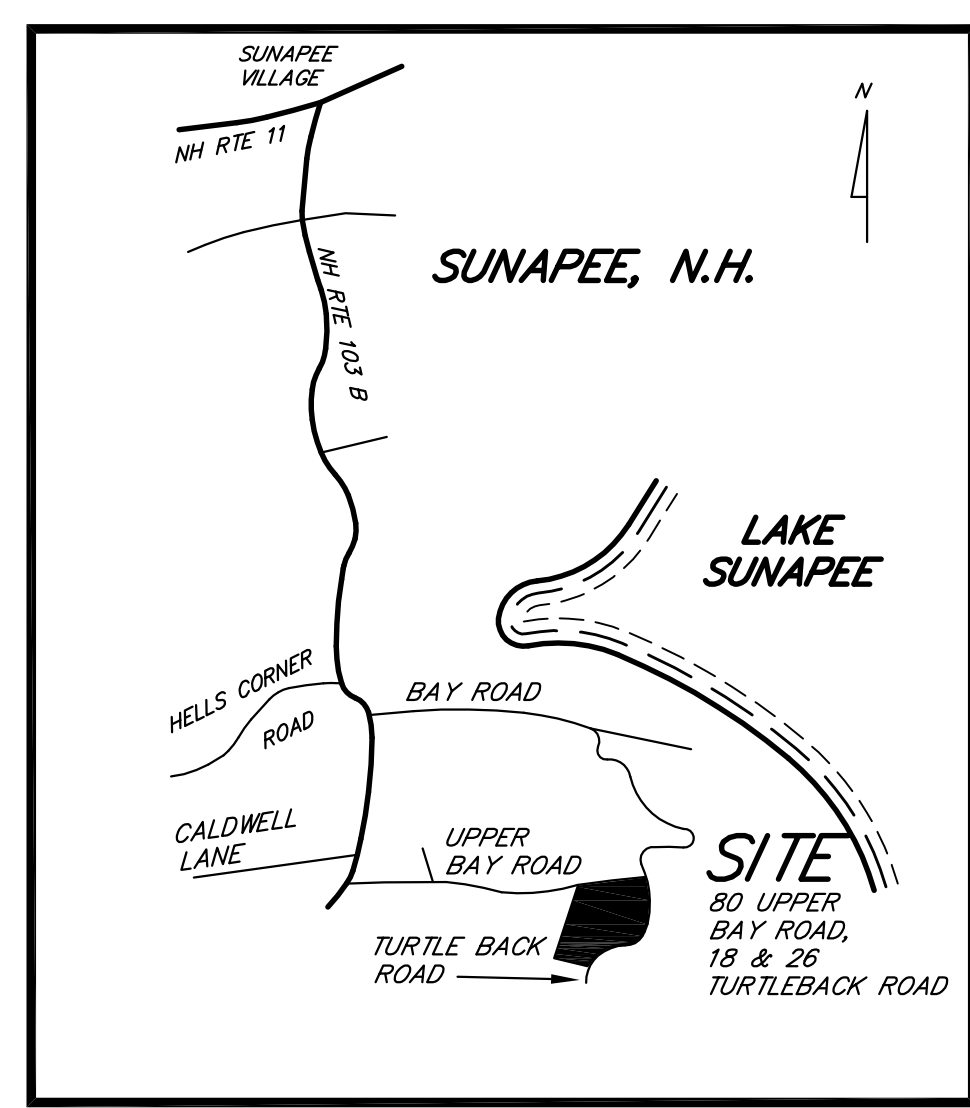 SUNAPEE
VILLAGE
N
NH RTE 11
SUNAPEE, N.H.
NH RTE 103 B
LAKE
SUNAPEE
HELLS CORNER
ROAD
BAY ROAD
CALDWELL
LANE
UPPER
BAY ROAD
SITE
80 UPPER
BAY ROAD,
18 & 26
TURTLEBACK ROAD
TURTLE BACK
ROAD